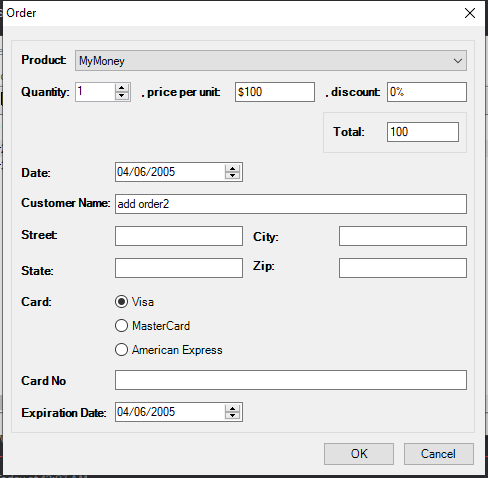 Order
Product: MyMoney
Quantity: 1 , price per unit: $100 , discount: 0%
Total: 100
Date: 04/06/2005
Customer Name: add order2
Street: City:
State: Zip:
Card: Visa
MasterCard
American Express
Card No
Expiration Date: 04/06/2005
OK Cancel